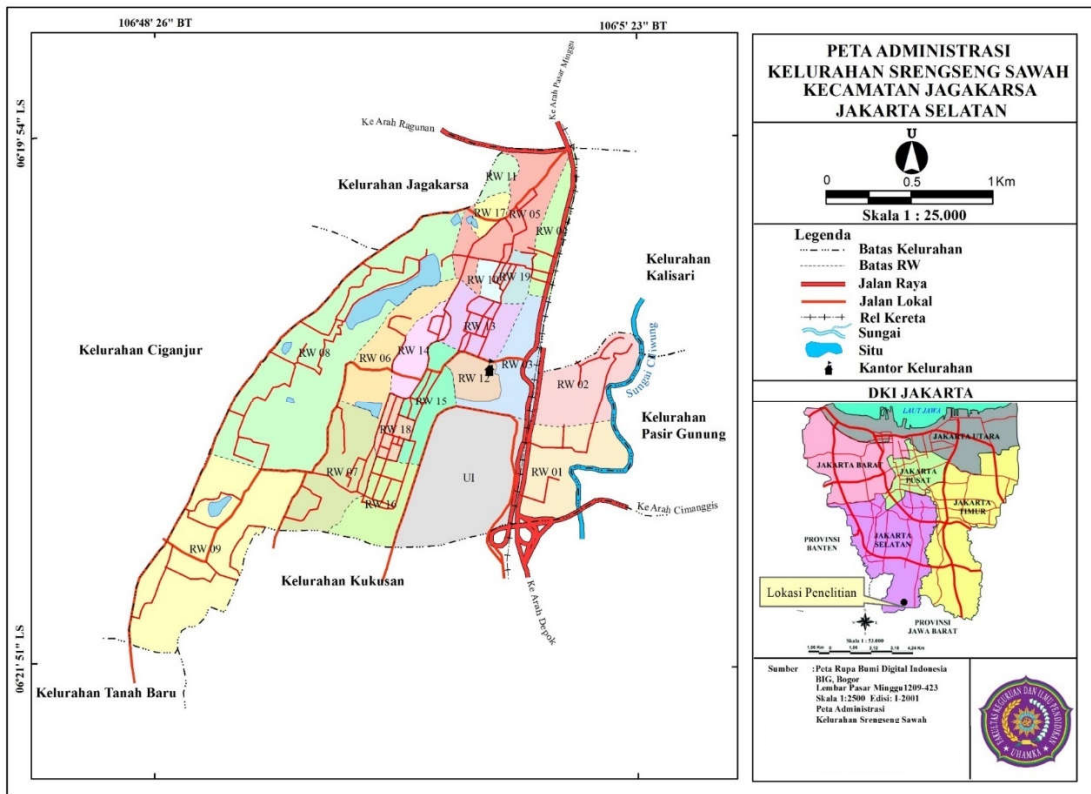 106°48' 26" BT
106°5' 23" BT
06°19' 54" LS
06°21' 51" LS
Ke Arah Pasar Minggu
Ke Arah Ragunan
Kelurahan Jagakarsa
RW 11
RW 17
RW 05
Kelurahan
Kalisari
RW 19
RW 13
Kelurahan Ciganjur
RW 08
RW 06
RW 14
RW 03
RW 12
RW 02
Sungai Ciliwung
RW 15
Kelurahan
Pasir Gunung
RW 18
RW 07
UI
RW 01
Ke Arah Cimanggis
RW 09
Kelurahan Kukusan
Ke Arah Depok
Kelurahan Tanah Baru
PETA ADMINISTRASI
KELURAHAN SRENGSENG SAWAH
KECAMATAN JAGAKARSA
JAKARTA SELATAN
U
0 0.5 1Km
Skala 1 : 25.000
Legenda
Batas Kelurahan
Batas RW
Jalan Raya
Jalan Lokal
Rel Kereta
Sungai
Situ
Kantor Kelurahan
DKI JAKARTA
LAUT JAWA
JAKARTA UTARA
JAKARTA BARAT
JAKARTA
PUSAT
JAKARTA
TIMUR
JAKARTA
SELATAN
PROVINSI
BANTEN
Lokasi Penelitian
PROVINSI
JAWA BARAT
Sumber :Peta Rupa Bumi Digital Indonesia
BIG, Bogor
Lembar Pasar Minggu1209-423
Skala 1:2500 Edisi: I-2001
Peta Administrasi
Kelurahan Srengseng Sawah
FAKULTAS KEGURUAN DAN ILMU PENDIDIKAN
UHAMKA